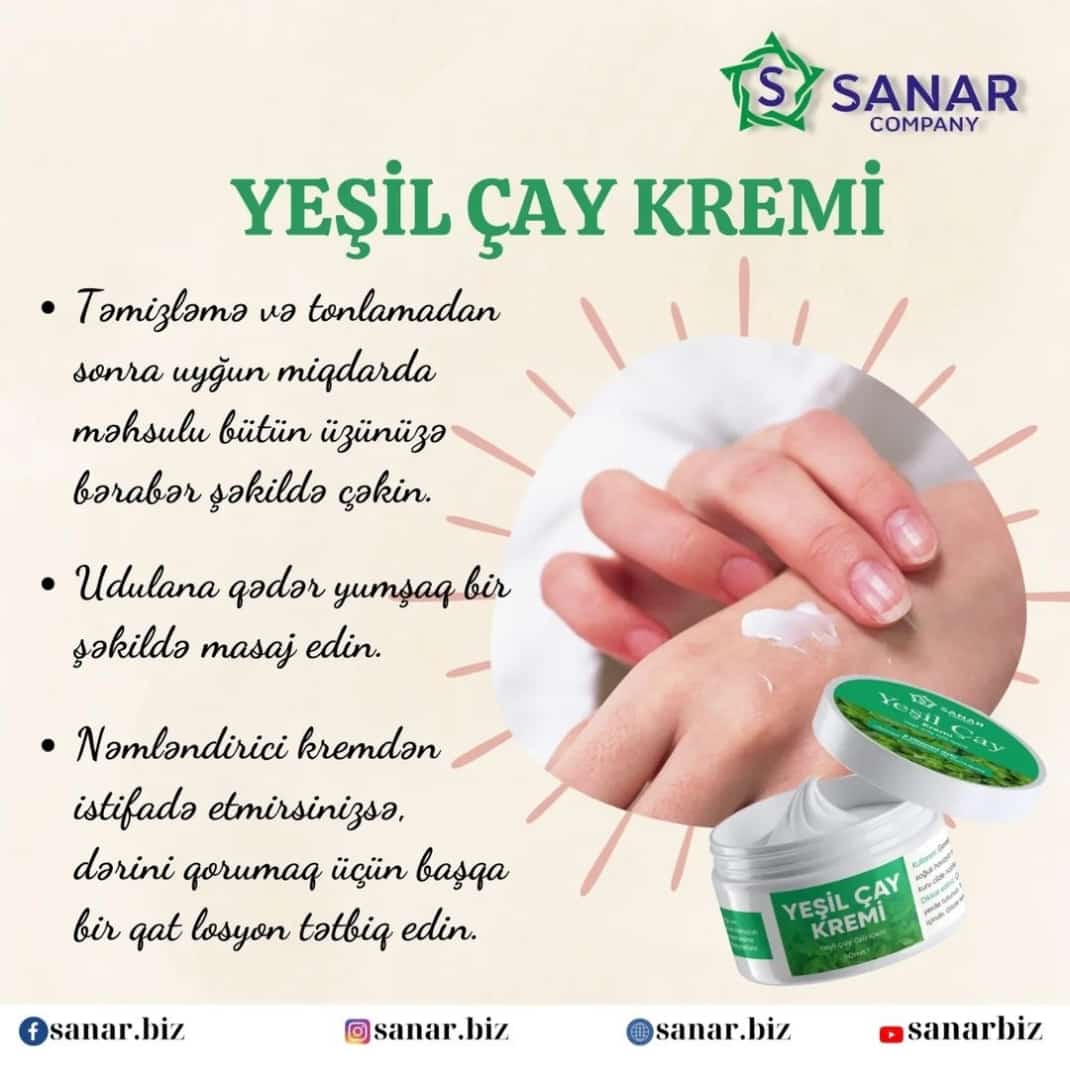 SANAR
COMPANY
YEŞİL ÇAY KREMİ
• Təmizləmə və tonlamadan
sonra uyğun miqdarda
məhsulu bütün üzünüzə
bərabər şəkildə çəkin.
• Udulana qədər yumşaq bir
şəkildə masaj edin.
• Nəmləndirici kremdən
istifadə etmirsinizsə,
dərini qorumaq üçün başqa
bir qat losyon tətbiq edin.
SANAR
Yeşil Çay
Kremi
YEŞİL ÇAY
KREMİ
sanar.biz
sanar.biz
sanar.biz
sanarbiz